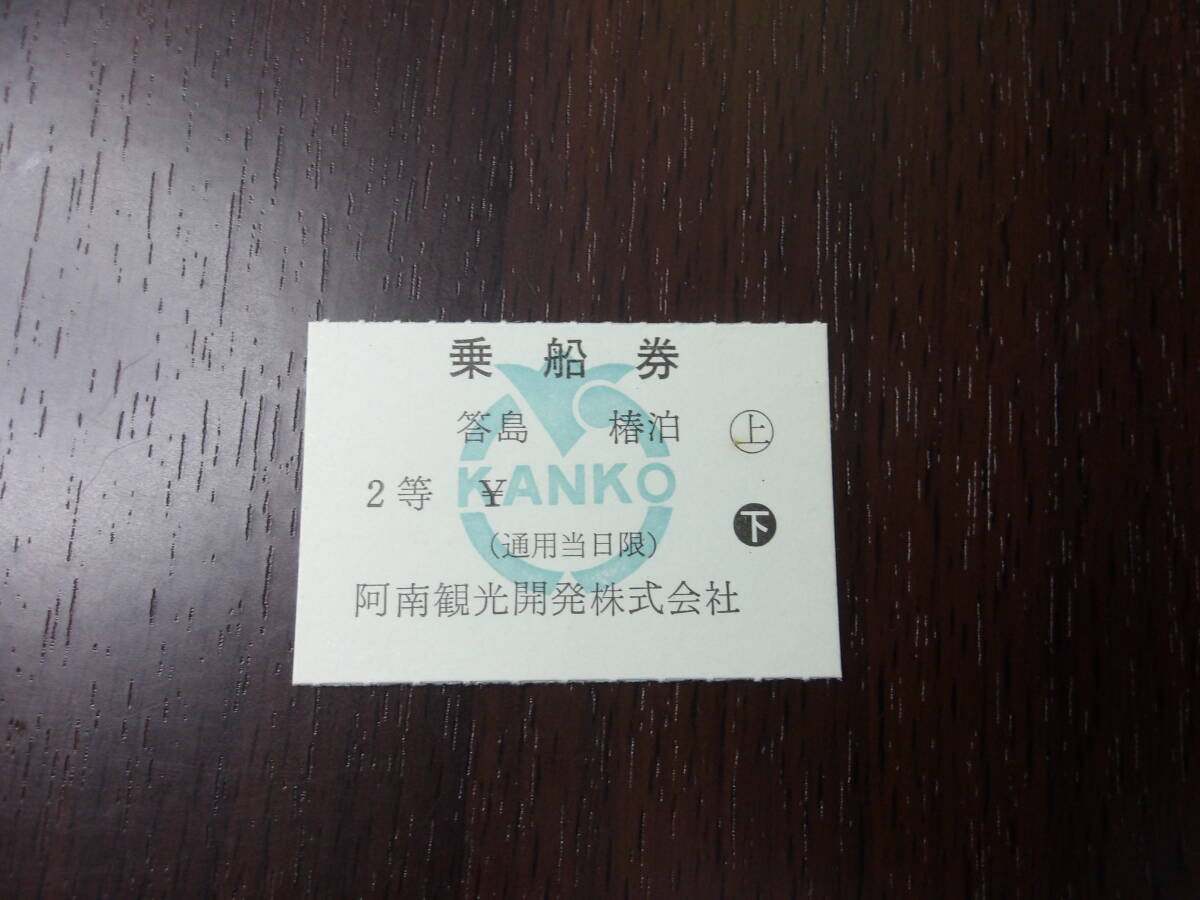 乗船券
答島 椿泊 上
KANKO
2等 ¥
下
(通用当日限)
阿南観光開発株式会社